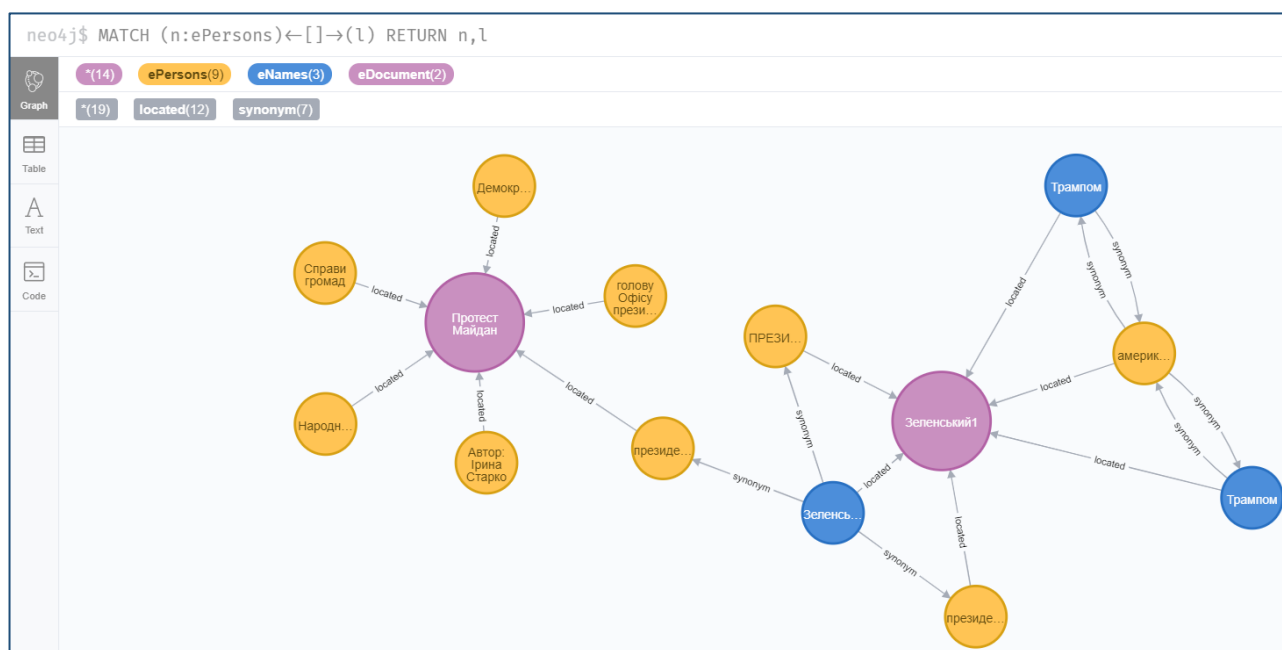 neo4j$ MATCH (n:ePersons)<-[]->(l) RETURN n,l
*(14) ePersons(9) eNames(3) eDocument(2)
*(19) located(12) synonym(7)
Graph
Table
A
Text
Code
Демокр...
located
Справи
громад
located
голову
Офісу
прези...
located
Протест
Майдан
Народн...
located
located
Автор:
Ірина
Старко
located
президе...
synonym
ПРЕЗИ...
located
synonym
Зеленсь...
located
synonym
Зеленський1
located
президе...
Трампом
located
synonym
synonym
америк...
located
synonym
synonym
located
Трампом